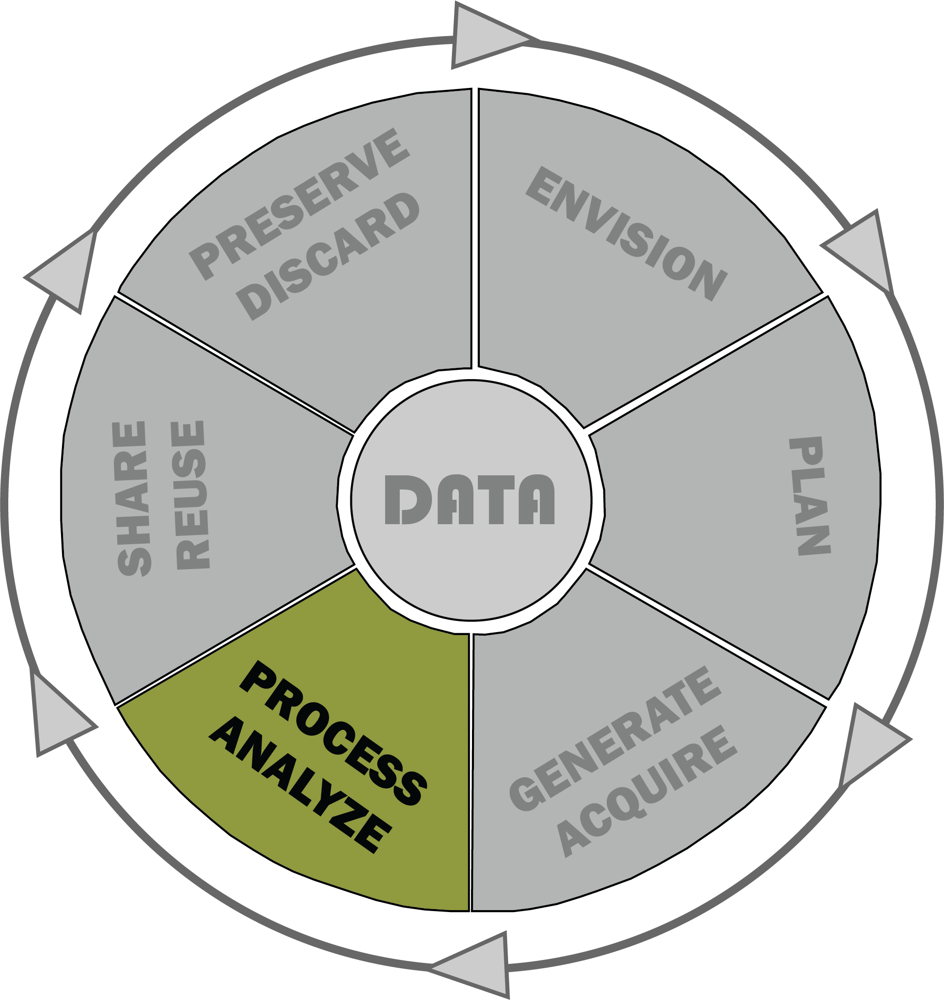 ENVISION
PLAN
GENERATE
ACQUIRE
PROCESS
ANALYZE
SHARE
REUSE
PRESERVE
DISCARD
DATA